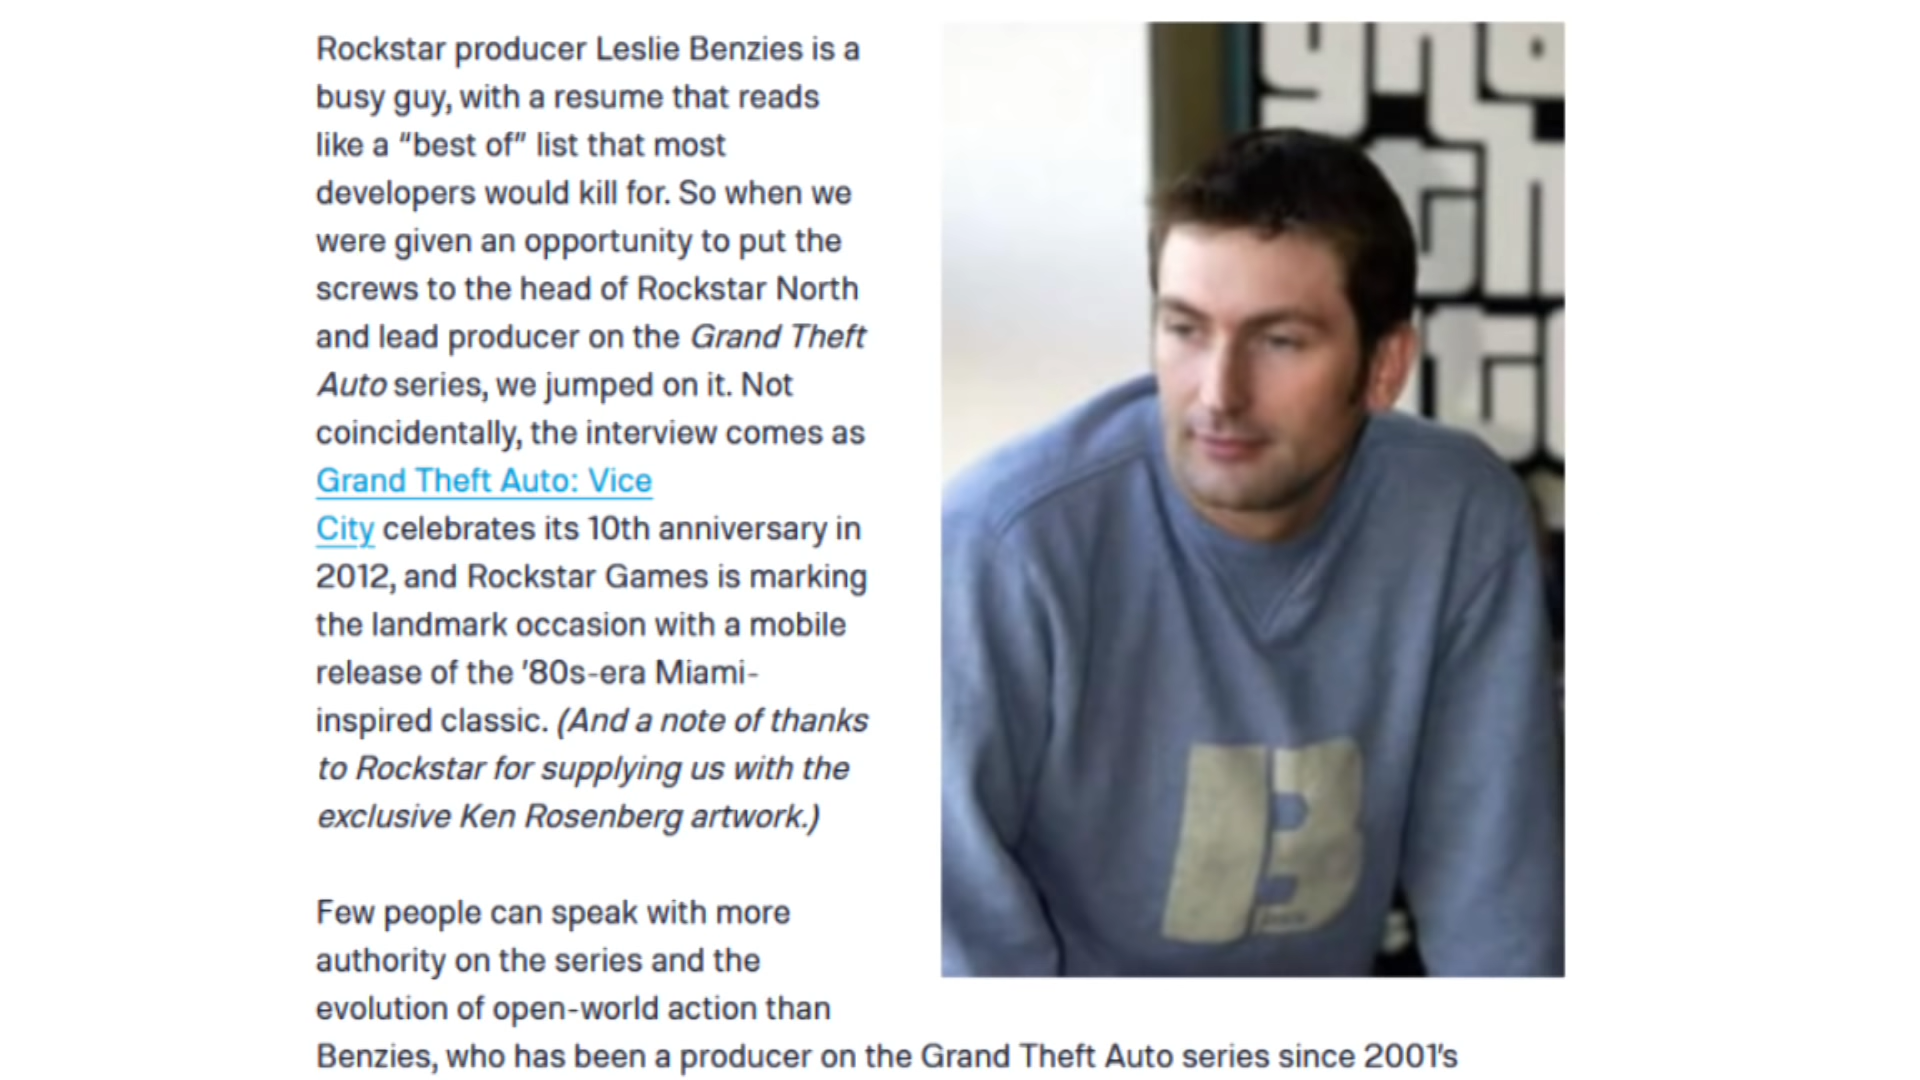 Rockstar producer Leslie Benzies is a
busy guy, with a resume that reads
like a “best of” list that most
developers would kill for. So when we
were given an opportunity to put the
screws to the head of Rockstar North
and lead producer on the Grand Theft
Auto series, we jumped on it. Not
coincidentally, the interview comes as
Grand Theft Auto: Vice
City celebrates its 10th anniversary in
2012, and Rockstar Games is marking
the landmark occasion with a mobile
release of the ’80s-era Miami-
inspired classic. (And a note of thanks
to Rockstar for supplying us with the
exclusive Ken Rosenberg artwork.)
Few people can speak with more
authority on the series and the
evolution of open-world action than
Benzies, who has been a producer on the Grand Theft Auto series since 2001’s
B